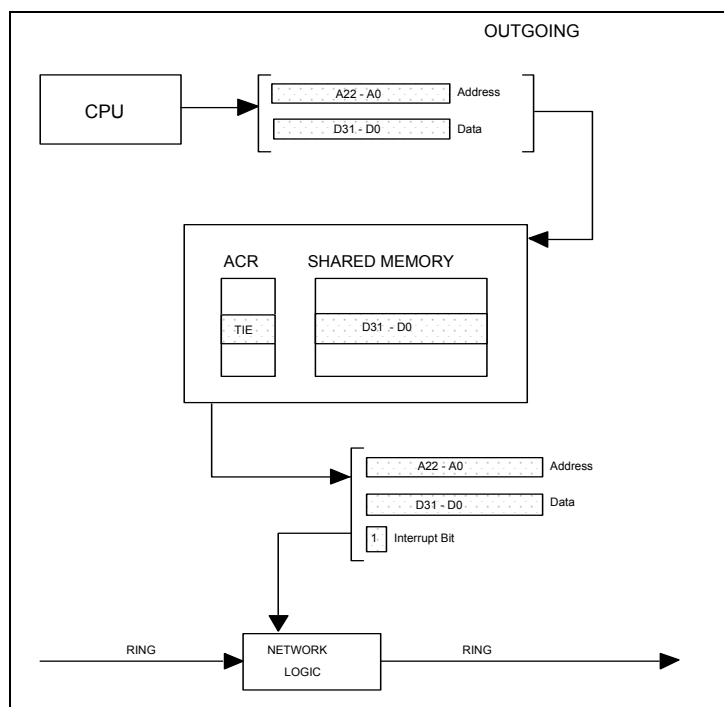 OUTGOING
CPU
A22 - A0
Address
D31 - D0
Data
ACR
SHARED MEMORY
TIE
D31 - D0
A22 - A0
Address
D31 - D0
Data
1
Interrupt Bit
RING
NETWORK
LOGIC
RING